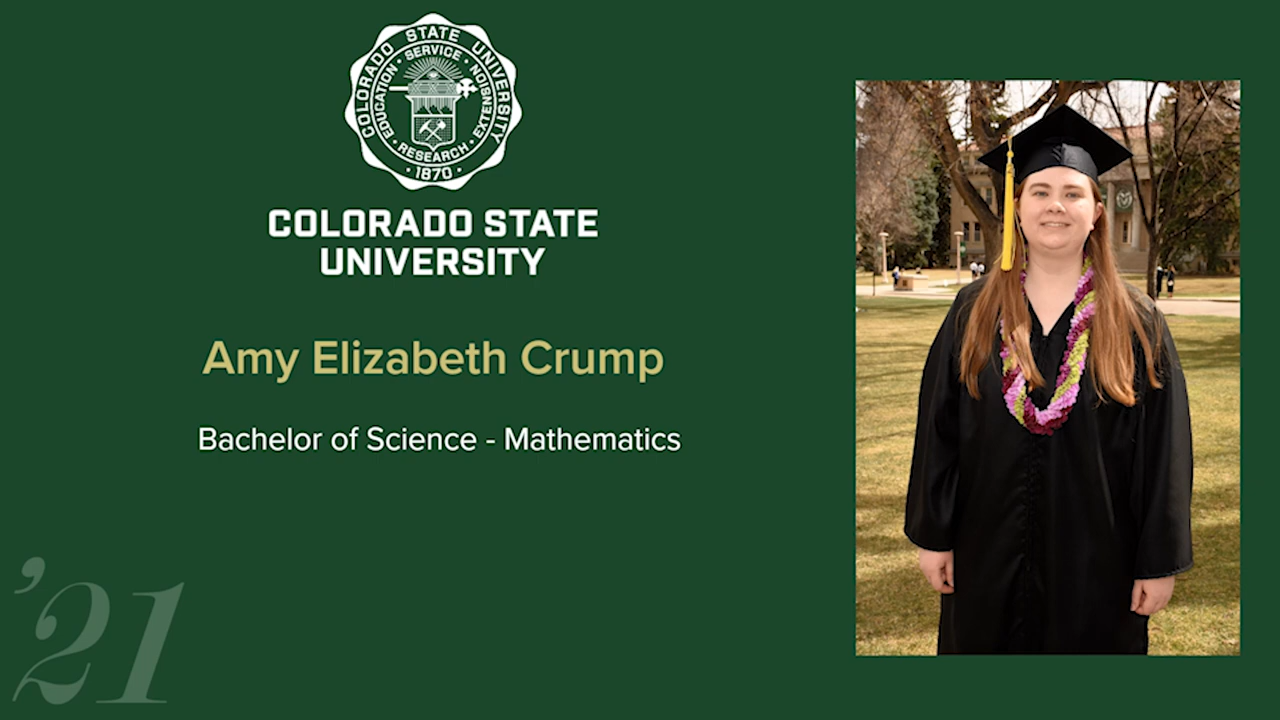 COLORADO STATE UNIVERSITY
EDUCATION • SERVICE • EXTENSION • RESEARCH
1870
COLORADO STATE
UNIVERSITY
Amy Elizabeth Crump
Bachelor of Science - Mathematics
’21